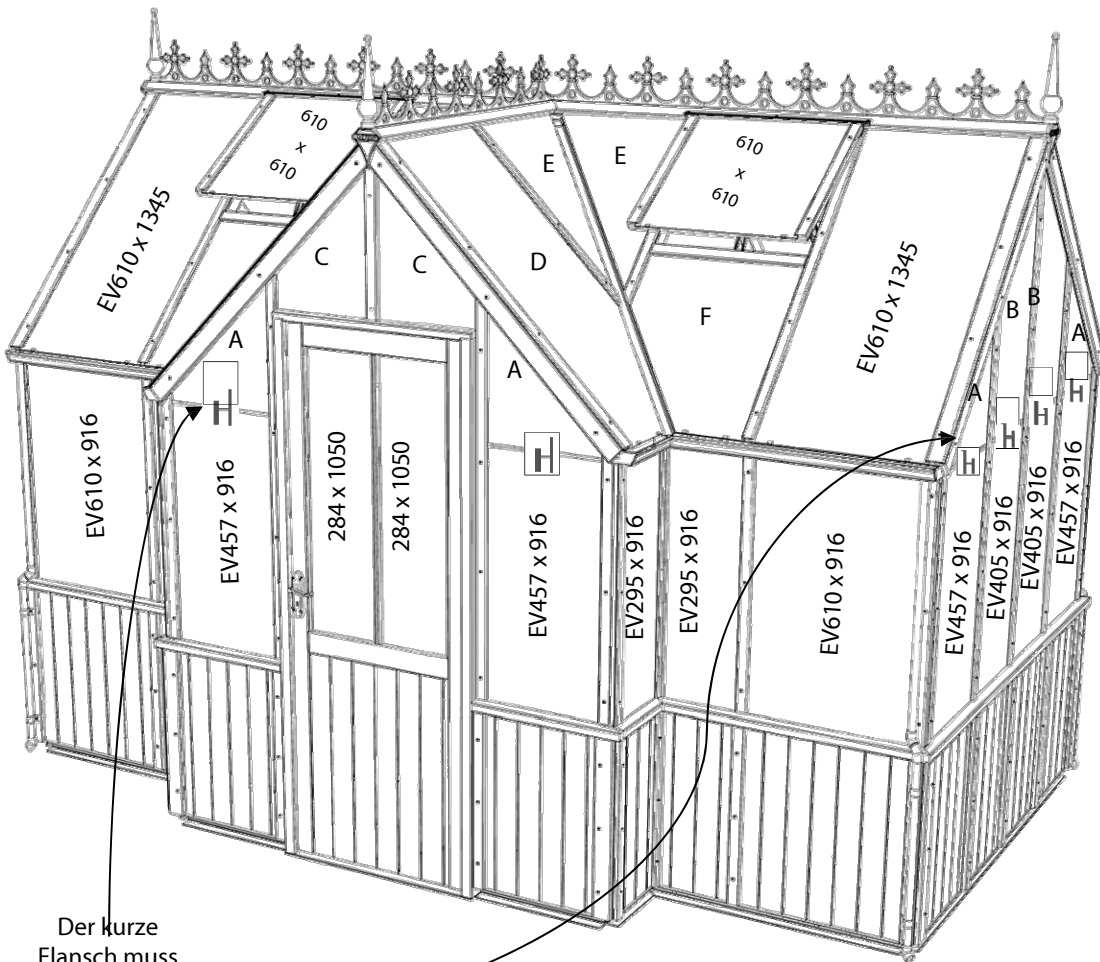 610
x
610
610
x
610
E
E
EV610 x 1345
C
C
D
F
EV610 x 1345
B
B
A
A
A
A
H
H
H
H
H
H
EV610 x 916
EV457 x 916
284 x 1050
284 x 1050
EV457 x 916
EV295 x 916
EV295 x 916
EV610 x 916
EV457 x 916
EV405 x 916
EV405 x 916
EV457 x 916
Der kurze
Flansch muss